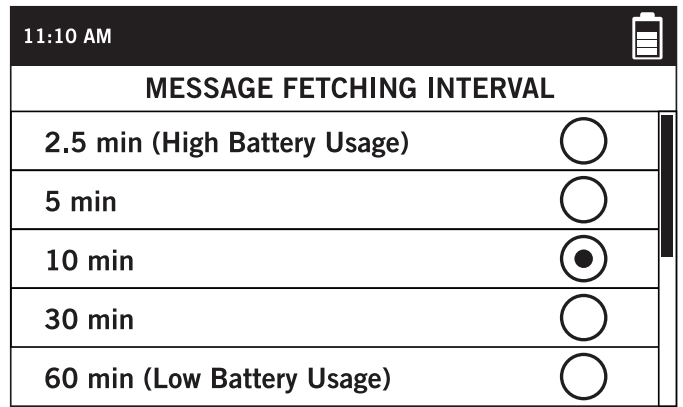 11:10 AM
MESSAGE FETCHING INTERVAL
2.5 min (High Battery Usage)
5 min
10 min
30 min
60 min (Low Battery Usage)